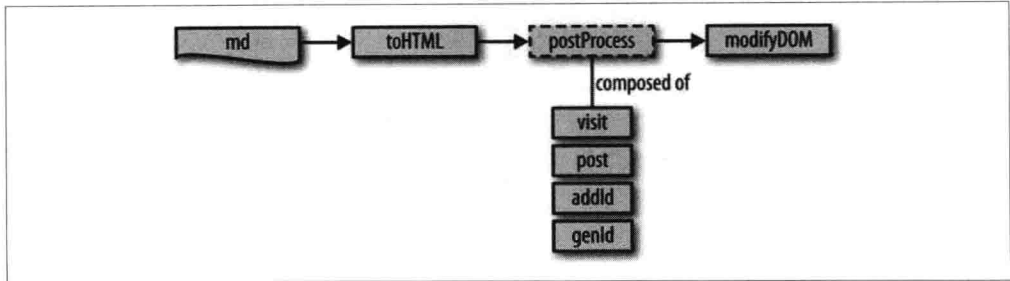 md
toHTML
postProcess
modifyDOM
composed of
visit
post
addId
genId